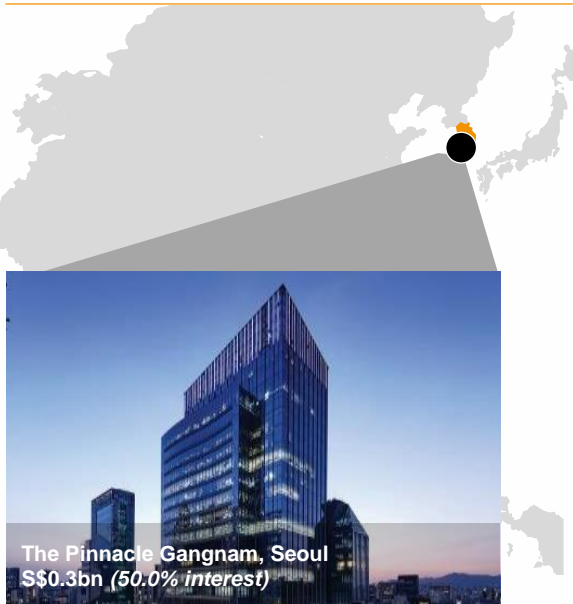 The Pinnacle Gangnam, Seoul
S$0.3bn (50.0% interest)